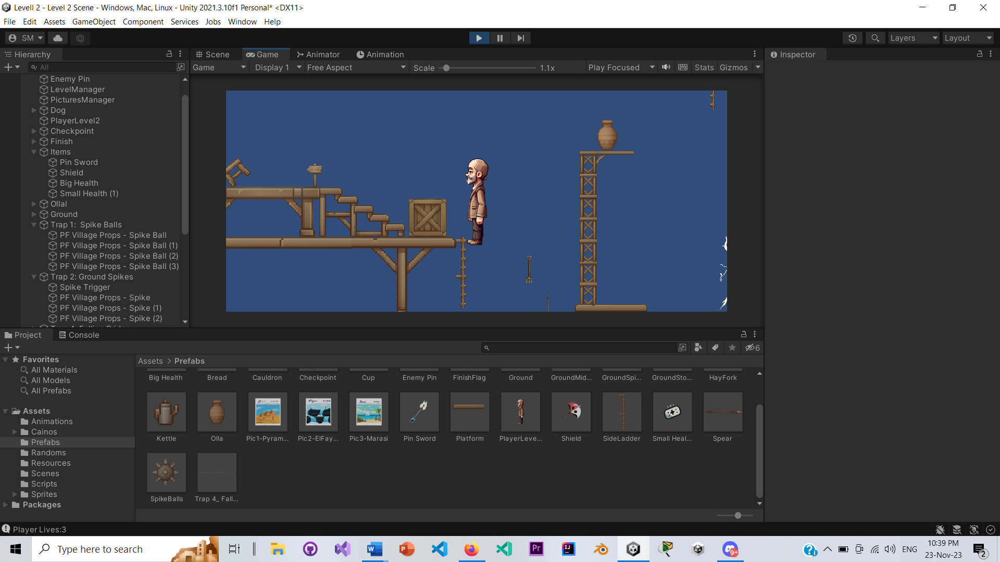 Levell 2 - Level 2 Scene - Windows, Mac, Linux - Unity 2021.3.10f1 Personal* <DX11>
File Edit Assets GameObject Component Services Jobs Window Help
SM Layers Layout
Hierarchy
All
Enemy Pin
LevelManager
PicturesManager
Dog
PlayerLevel2
Checkpoint
Finish
Items
Pin Sword
Shield
Big Health
Small Health (1)
Ollal
Ground
Trap 1: Spike Balls
PF Village Props - Spike Ball
PF Village Props - Spike Ball (1)
PF Village Props - Spike Ball (2)
PF Village Props - Spike Ball (3)
Trap 2: Ground Spikes
Spike Trigger
PF Village Props - Spike
PF Village Props - Spike (1)
PF Village Props - Spike (2)
Scene Game Animator Animation
Game Display 1 Free Aspect Scale 1.1x Play Focused Stats Gizmos
Inspector
Project Console
6
Favorites
All Materials
All Models
All Prefabs
Assets
Animations
Cainos
Prefabs
Randoms
Resources
Scenes
Scripts
Sprites
Packages
Assets > Prefabs
Big Health Bread Cauldron Checkpoint Cup Enemy Pin FinishFlag Ground GroundMid... GroundSpi... GroundSto... HayFork
Kettle Olla Pic1-Pyram... Pic2-ElFay... Pic3-Marasi Pin Sword Platform PlayerLeve... Shield SideLadder Small Heal... Spear
SpikeBalls Trap 4_ Fall...
Player Lives:3
Type here to search
9+
ENG
10:39 PM
23-Nov-23
2